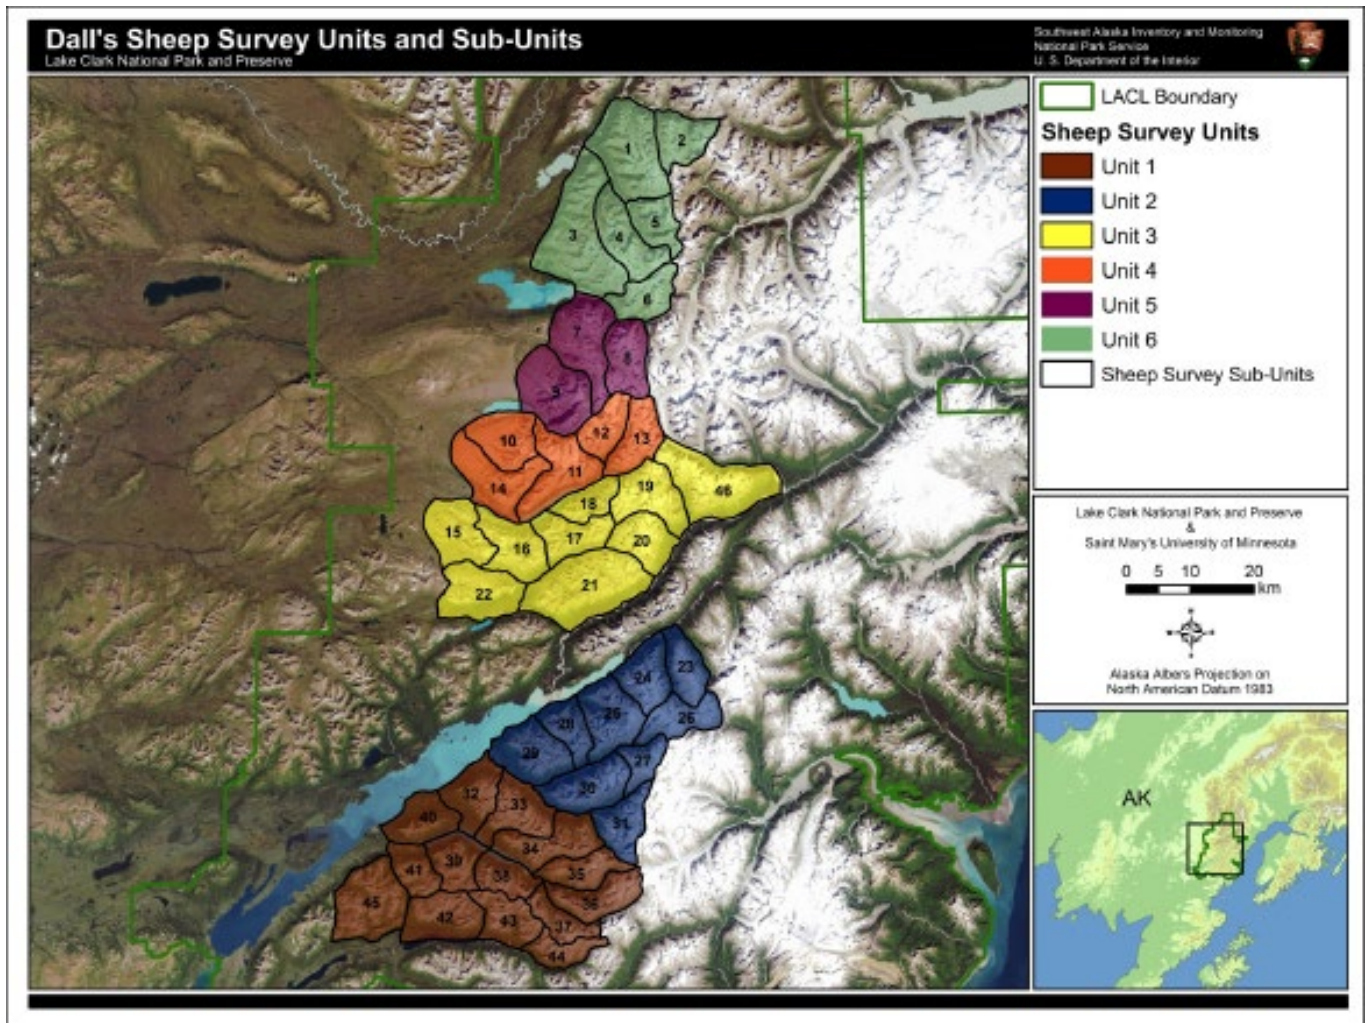 Dall's Sheep Survey Units and Sub-Units
Lake Clark National Park and Preserve
Southwest Alaska Inventory and Monitoring
National Park Service
U. S. Department of the Interior
LACL Boundary
Sheep Survey Units
Unit 1
Unit 2
Unit 3
Unit 4
Unit 5
Unit 6
Sheep Survey Sub-Units
Lake Clark National Park and Preserve
&
Saint Mary's University of Minnesota
0 5 10 20
km
Alaska Albers Projection on
North American Datum 1983
AK
1
2
3
4
5
6
7
8
9
10
11
12
13
14
15
16
17
18
19
46
20
21
22
23
24
25
26
28
29
27
30
31
32
33
40
34
35
41
39
38
36
45
42
43
37
44